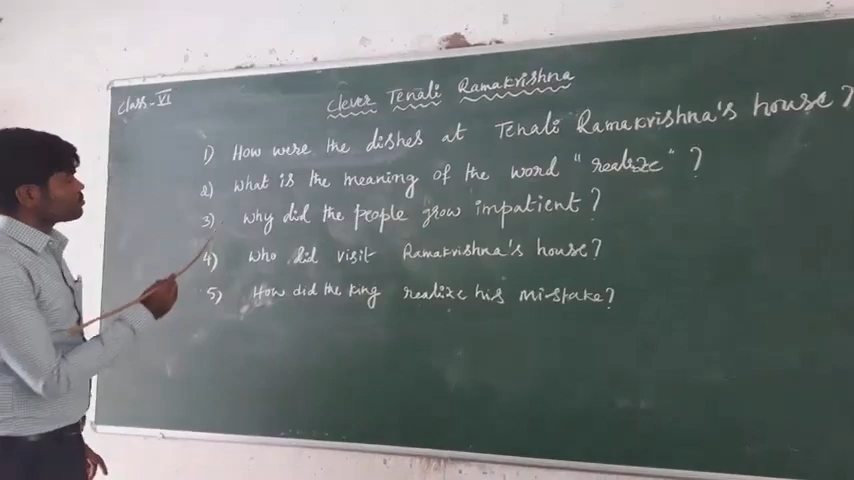 class-VI
Clever Tenali Ramakrishna
1) How were the dishes at Tenali Ramakrishna's house?
2) what is the meaning of the word "realize" ?
3) why did the people grow impatient?
4) who did visit Ramakrishna's house?
5) How did the king realize his mistake?